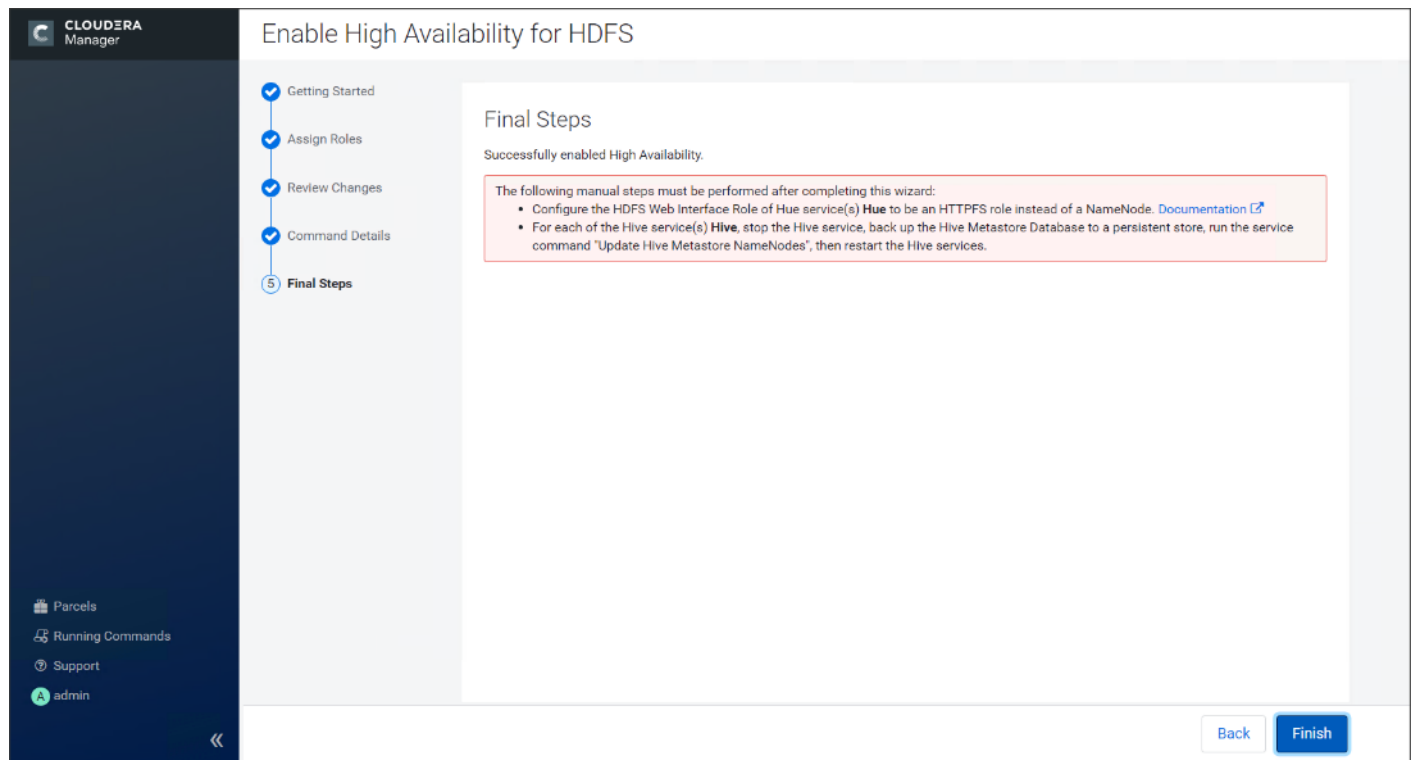 CLOUDERA
Manager
Enable High Availability for HDFS
Getting Started
Assign Roles
Review Changes
Command Details
5 Final Steps
Final Steps
Successfully enabled High Availability.
The following manual steps must be performed after completing this wizard:
• Configure the HDFS Web Interface Role of Hue service(s) Hue to be an HTTPFS role instead of a NameNode. Documentation
• For each of the Hive service(s) Hive, stop the Hive service, back up the Hive Metastore Database to a persistent store, run the service
command "Update Hive Metastore NameNodes", then restart the Hive services.
Parcels
Running Commands
Support
A admin
Back Finish